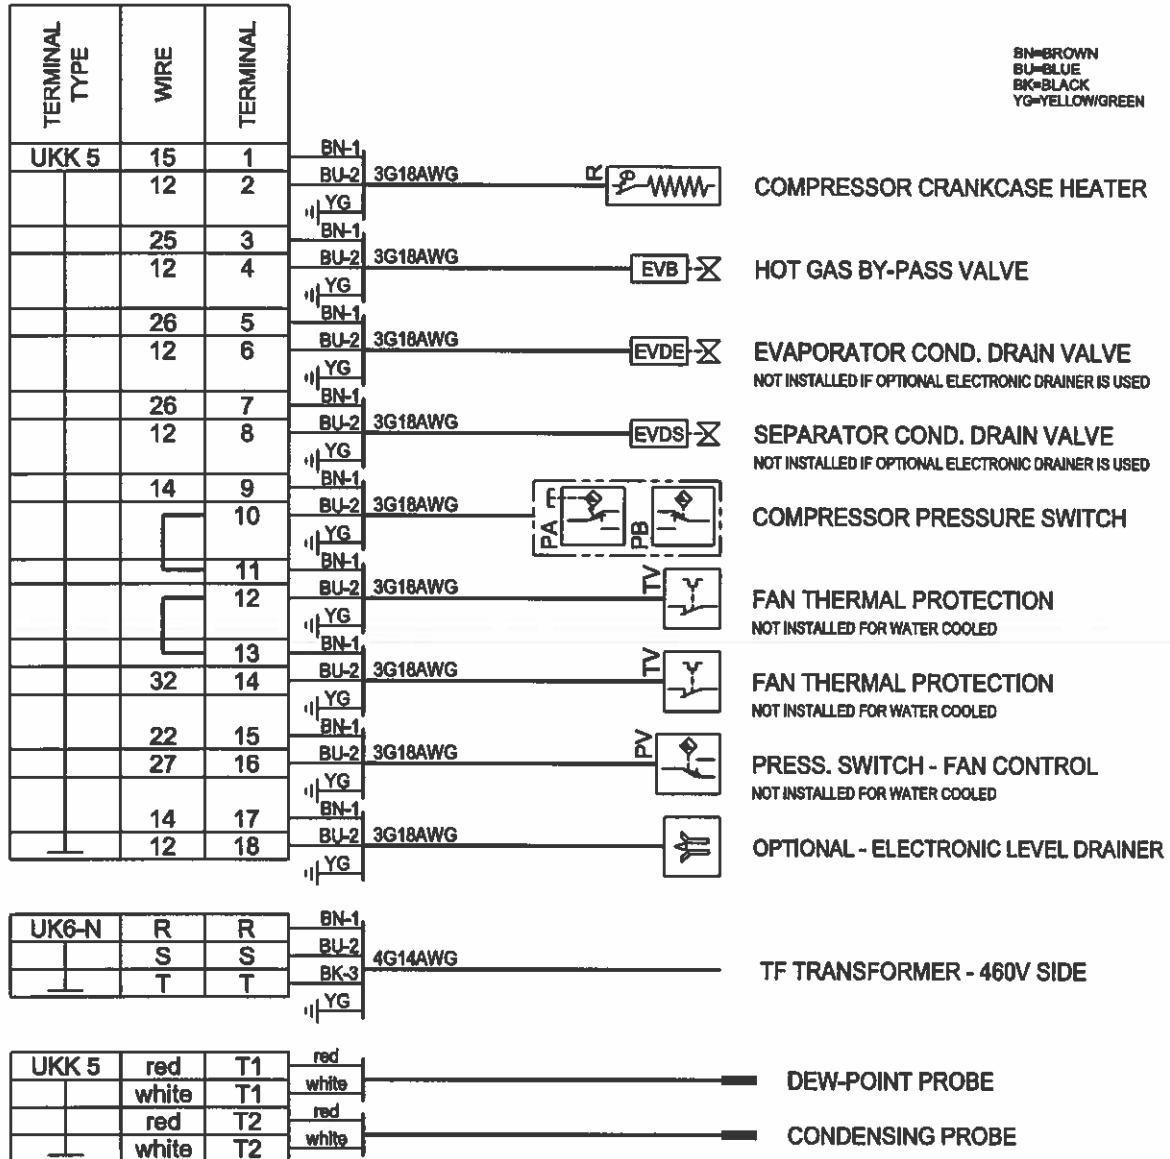 BN=BROWN
BU=BLUE
BK=BLACK
YG=YELLOW/GREEN
TERMINAL TYPE WIRE TERMINAL
UKK 5 15 1 BN-1
12 2 BU-2 3G18AWG R COMPRESSOR CRANKCASE HEATER
YG
25 3 BN-1
12 4 BU-2 3G18AWG EVB HOT GAS BY-PASS VALVE
YG
26 5 BN-1
12 6 BU-2 3G18AWG EVDE EVAPORATOR COND. DRAIN VALVE
YG NOT INSTALLED IF OPTIONAL ELECTRONIC DRAINER IS USED
26 7 BN-1
12 8 BU-2 3G18AWG EVDS SEPARATOR COND. DRAIN VALVE
YG NOT INSTALLED IF OPTIONAL ELECTRONIC DRAINER IS USED
14 9 BN-1
10 BU-2 3G18AWG PA PB COMPRESSOR PRESSURE SWITCH
YG
11 BN-1
12 BU-2 3G18AWG TV FAN THERMAL PROTECTION
YG NOT INSTALLED FOR WATER COOLED
13 BN-1
32 14 BU-2 3G18AWG TV FAN THERMAL PROTECTION
YG NOT INSTALLED FOR WATER COOLED
22 15 BN-1
27 16 BU-2 3G18AWG PV PRESS. SWITCH - FAN CONTROL
YG NOT INSTALLED FOR WATER COOLED
14 17 BN-1
12 18 BU-2 3G18AWG OPTIONAL - ELECTRONIC LEVEL DRAINER
YG
UK6-N R R BN-1
S S BU-2 4G14AWG TF TRANSFORMER - 460V SIDE
T T BK-3
YG
UKK 5 red T1 red
white T1 white DEW-POINT PROBE
red T2 red
white T2 white CONDENSING PROBE